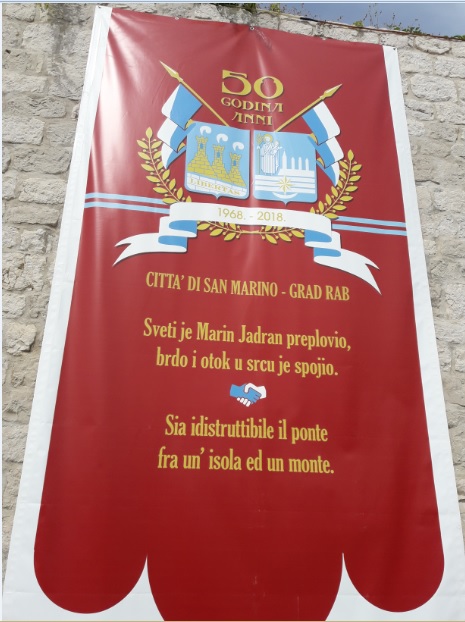 50
GODINA
ANNI
LIBERTAS
1968. - 2018.
CITTA' DI SAN MARINO - GRAD RAB
Sveti je Marin Jadran preplovio,
brdo i otok u srcu je spojio.
Sia idistruttibile il ponte
fra un' isola ed un monte.